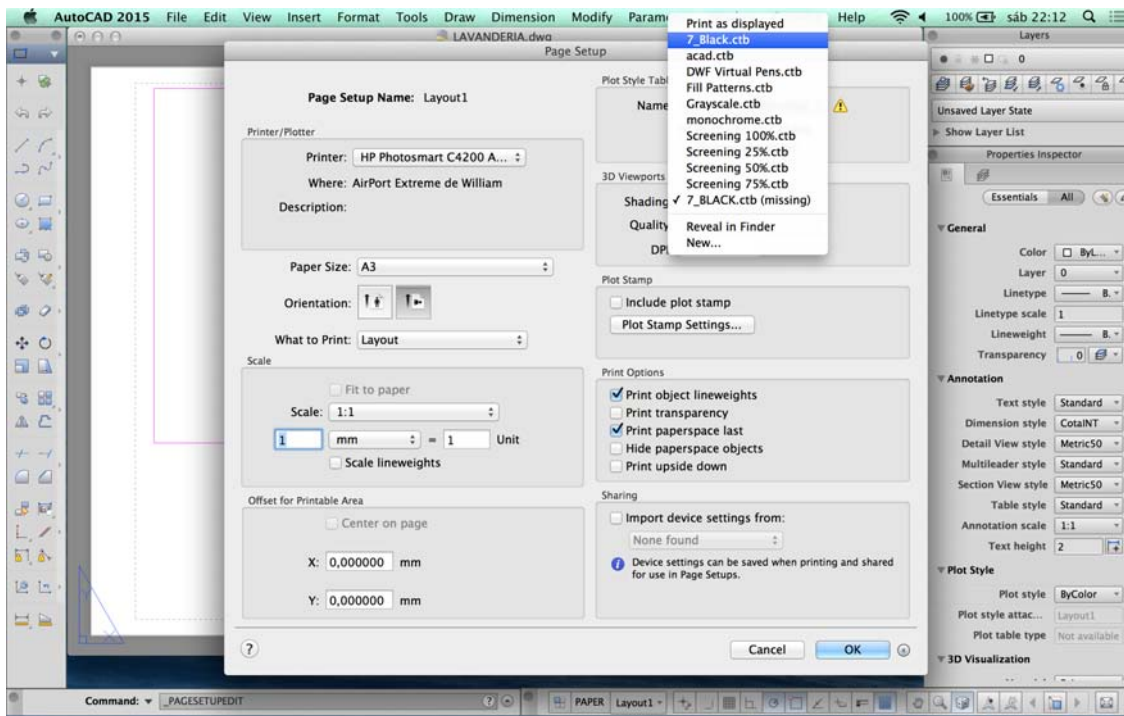 AutoCAD 2015 File Edit View Insert Format Tools Draw Dimension Modify Param Help 100% sáb 22:12
LAVANDERIA.dwg
Page Setup
Page Setup Name: Layout1
Printer/Plotter
Printer: HP Photosmart C4200 A...
Where: AirPort Extreme de William
Description:
Paper Size: A3
Orientation:
What to Print: Layout
Scale
Fit to paper
Scale: 1:1
1 mm = 1 Unit
Scale lineweights
Offset for Printable Area
Center on page
X: 0,000000 mm
Y: 0,000000 mm
Plot Style Tabl
Name
Print as displayed
7_Black.ctb
acad.ctb
DWF Virtual Pens.ctb
Fill Patterns.ctb
Grayscale.ctb
monochrome.ctb
Screening 100%.ctb
Screening 25%.ctb
Screening 50%.ctb
Screening 75%.ctb
✓ 7_BLACK.ctb (missing)
Reveal in Finder
New...
3D Viewports
Shading
Quality
DPI
Plot Stamp
Include plot stamp
Plot Stamp Settings...
Print Options
Print object lineweights
Print transparency
Print paperspace last
Hide paperspace objects
Print upside down
Sharing
Import device settings from:
None found
Device settings can be saved when printing and shared
for use in Page Setups.
? Cancel OK
Layers
0
Unsaved Layer State
Show Layer List
Properties Inspector
Essentials All
General
Color ByL...
Layer 0
Linetype B.
Linetype scale 1
Lineweight B.
Transparency 0
Annotation
Text style Standard
Dimension style CotaINT
Detail View style Metric50
Multileader style Standard
Section View style Metric50
Table style Standard
Annotation scale 1:1
Text height 2
Plot Style
Plot style ByColor
Plot style attac... Layout1
Plot table type Not available
3D Visualization
Command: _PAGESETUPEDIT
PAPER Layout1